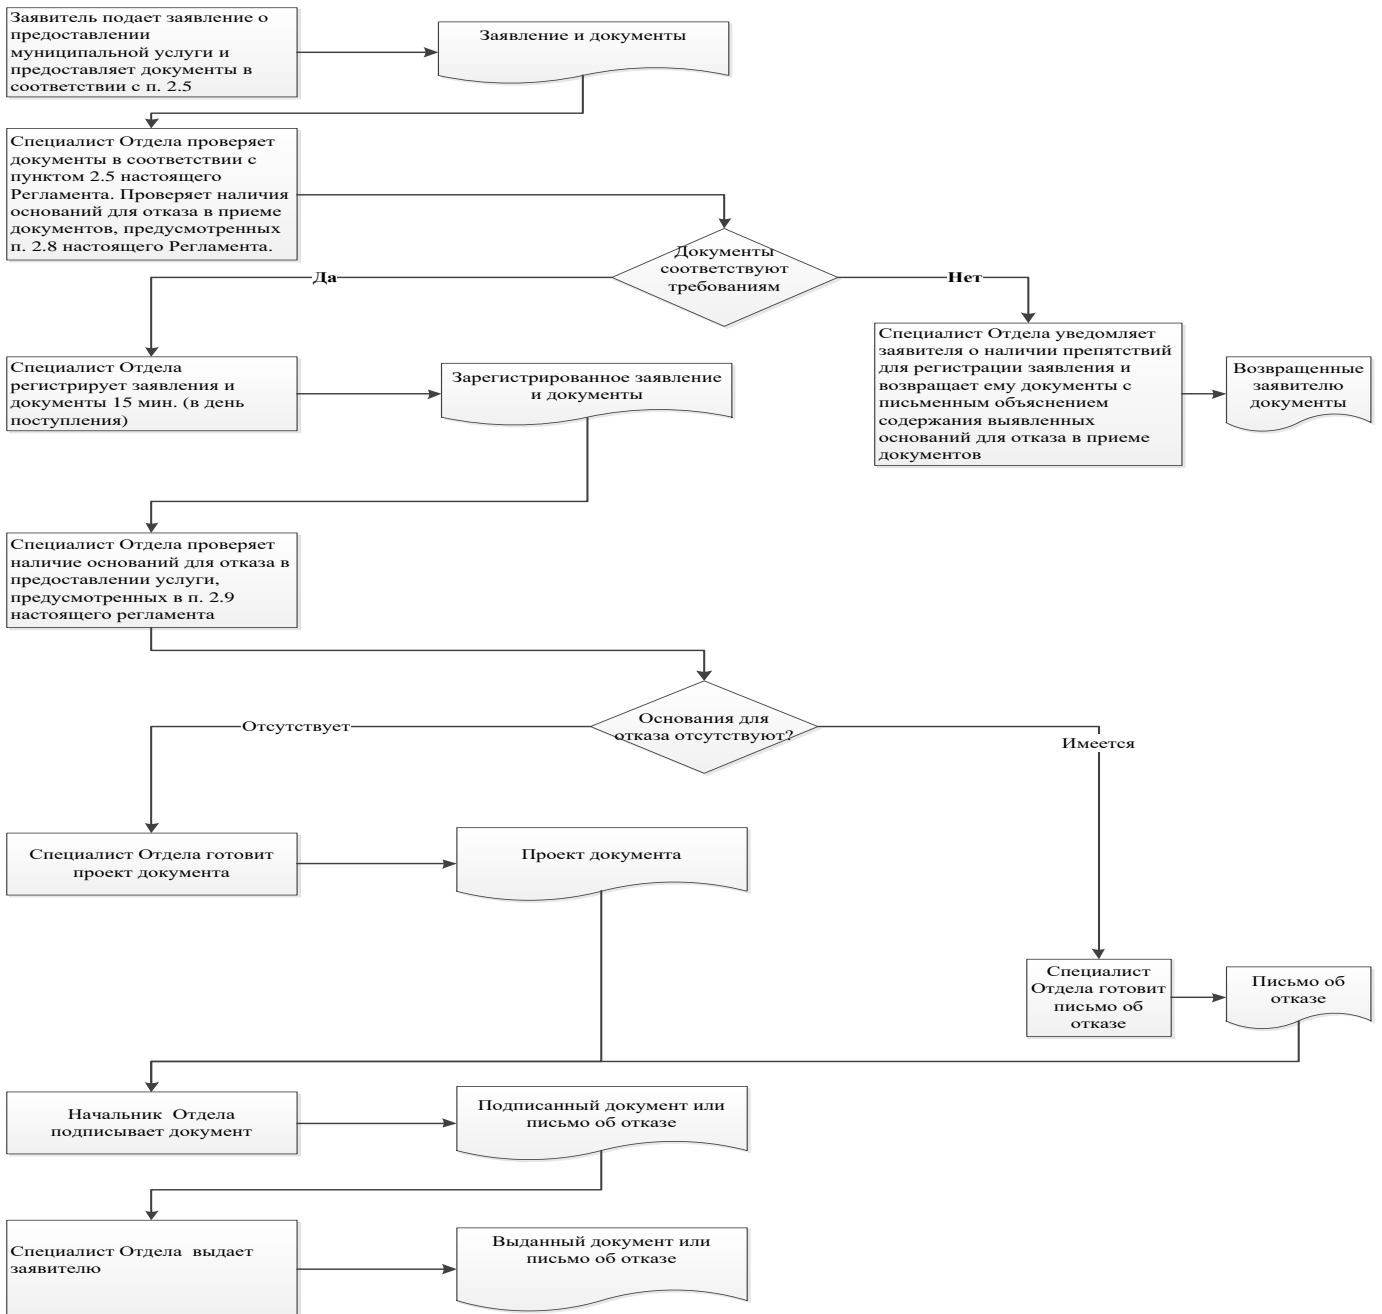 Заявитель подает заявление о
предоставлении
муниципальной услуги и
предоставляет документы в
соответствии с п. 2.5
Заявление и документы
Специалист Отдела проверяет
документы в соответствии с
пунктом 2.5 настоящего
Регламента. Проверяет наличия
оснований для отказа в приеме
документов, предусмотренных
п. 2.8 настоящего Регламента.
Документы
соответствуют
требованиям
Да
Нет
Специалист Отдела уведомляет
заявителя о наличии препятствий
для регистрации заявления и
возвращает ему документы с
письменным объяснением
содержания выявленных
оснований для отказа в приеме
документов
Возвращенные
заявителю
документы
Специалист Отдела
регистрирует заявления и
документы 15 мин. (в день
поступления)
Зарегистрированное заявление
и документы
Специалист Отдела проверяет
наличие оснований для отказа в
предоставлении услуги,
предусмотренных в п. 2.9
настоящего регламента
Основания для
отказа отсутствуют?
Отсутствует
Имеется
Специалист Отдела готовит
проект документа
Проект документа
Специалист
Отдела готовит
письмо об
отказе
Письмо об
отказе
Начальник  Отдела
подписывает документ
Подписанный документ или
письмо об отказе
Специалист Отдела  выдает
заявителю
Выданный документ или
письмо об отказе